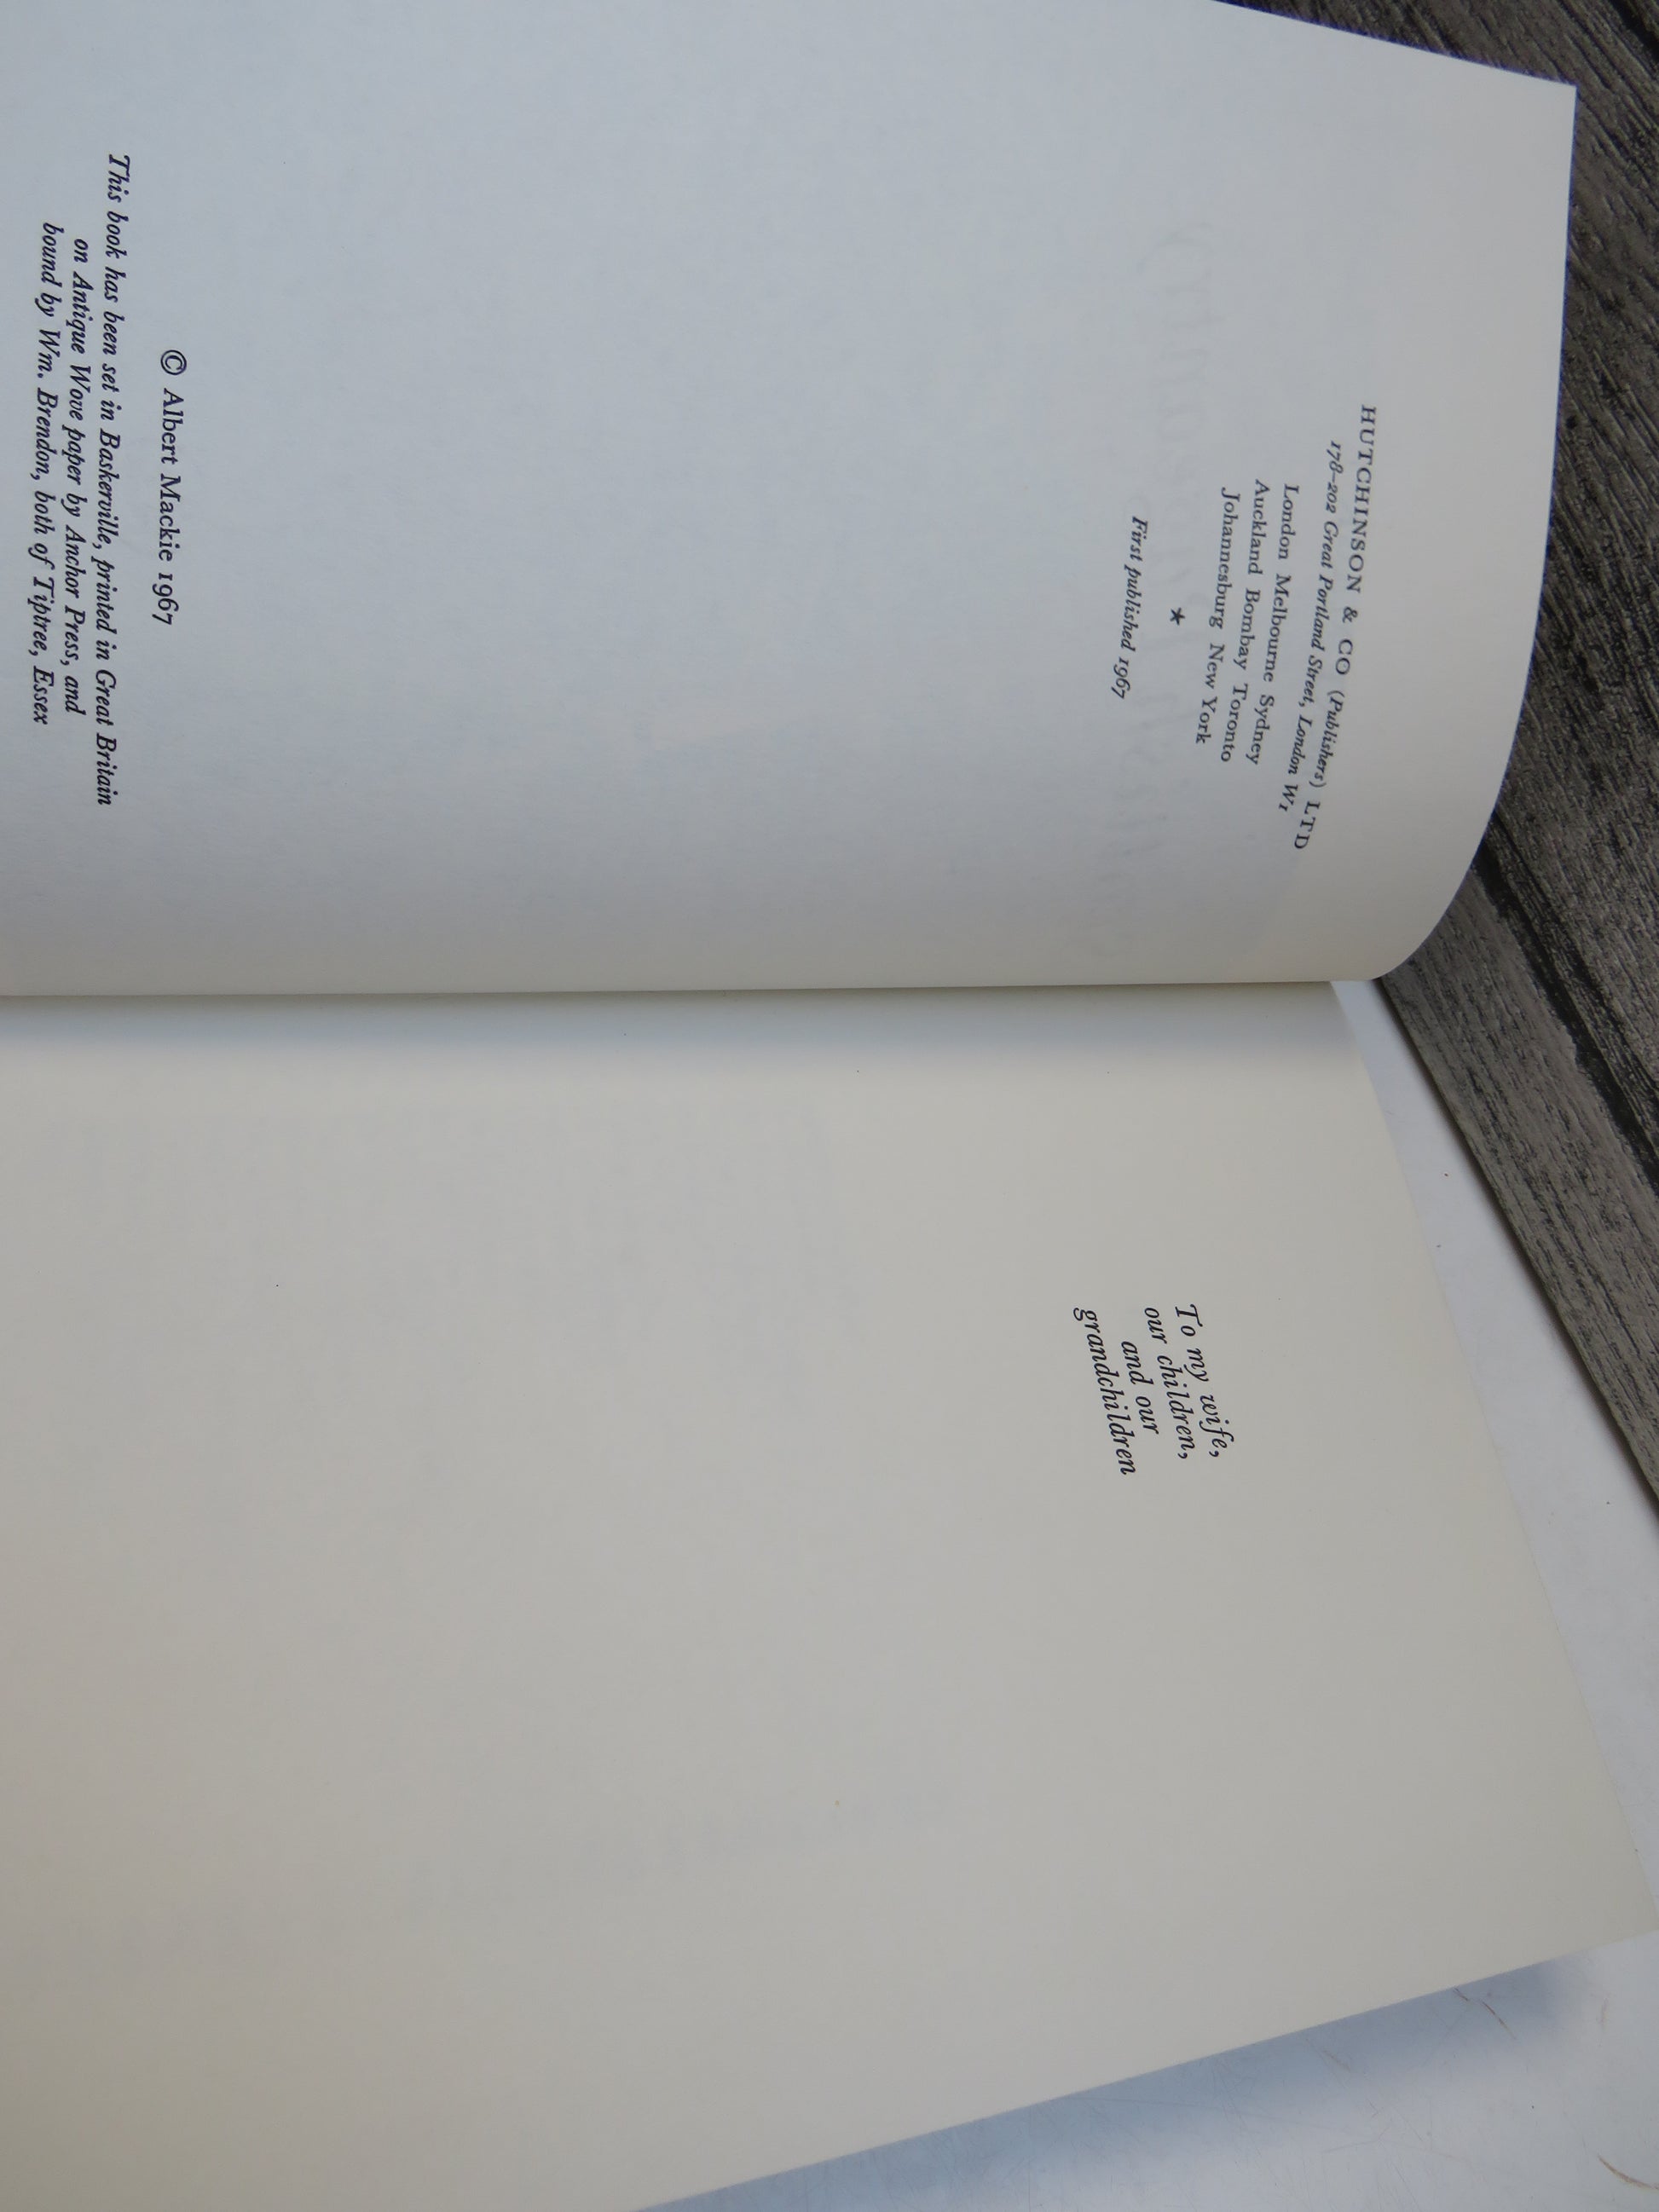 HUTCHINSON & CO (Publishers) LTD
178–202 Great Portland Street, London W1
London Melbourne Sydney
Auckland Bombay Toronto
Johannesburg New York
★
First published 1967
© Albert Mackie 1967
This book has been set in Baskerville, printed in Great Britain
on Antique Wove paper by Anchor Press, and
bound by Wm. Brendon, both of Tiptree, Essex
To my wife,
our children,
and our
grandchildren